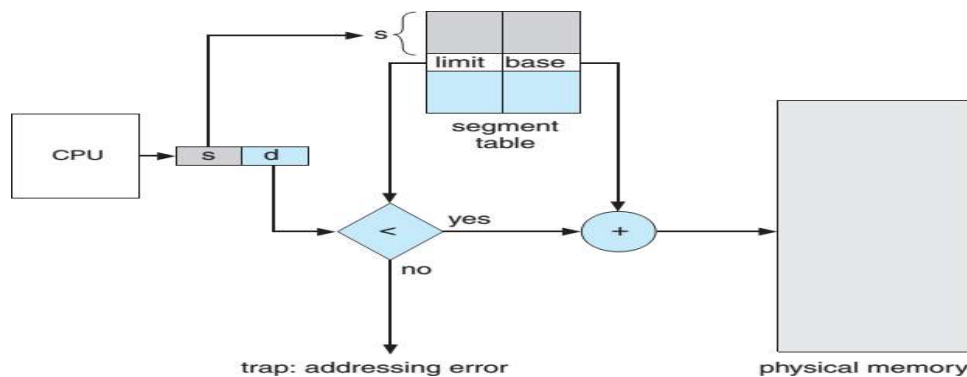 s
limit base
segment
table
CPU
s d
<
yes
+
no
trap: addressing error
physical memory